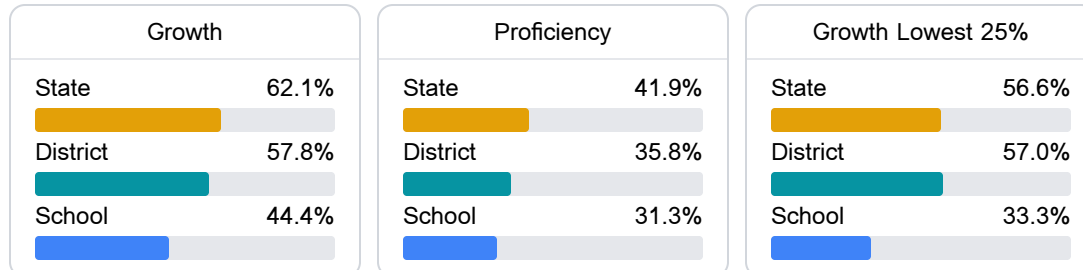 Growth
State 62.1%
District 57.8%
School 44.4%
Proficiency
State 41.9%
District 35.8%
School 31.3%
Growth Lowest 25%
State 56.6%
District 57.0%
School 33.3%